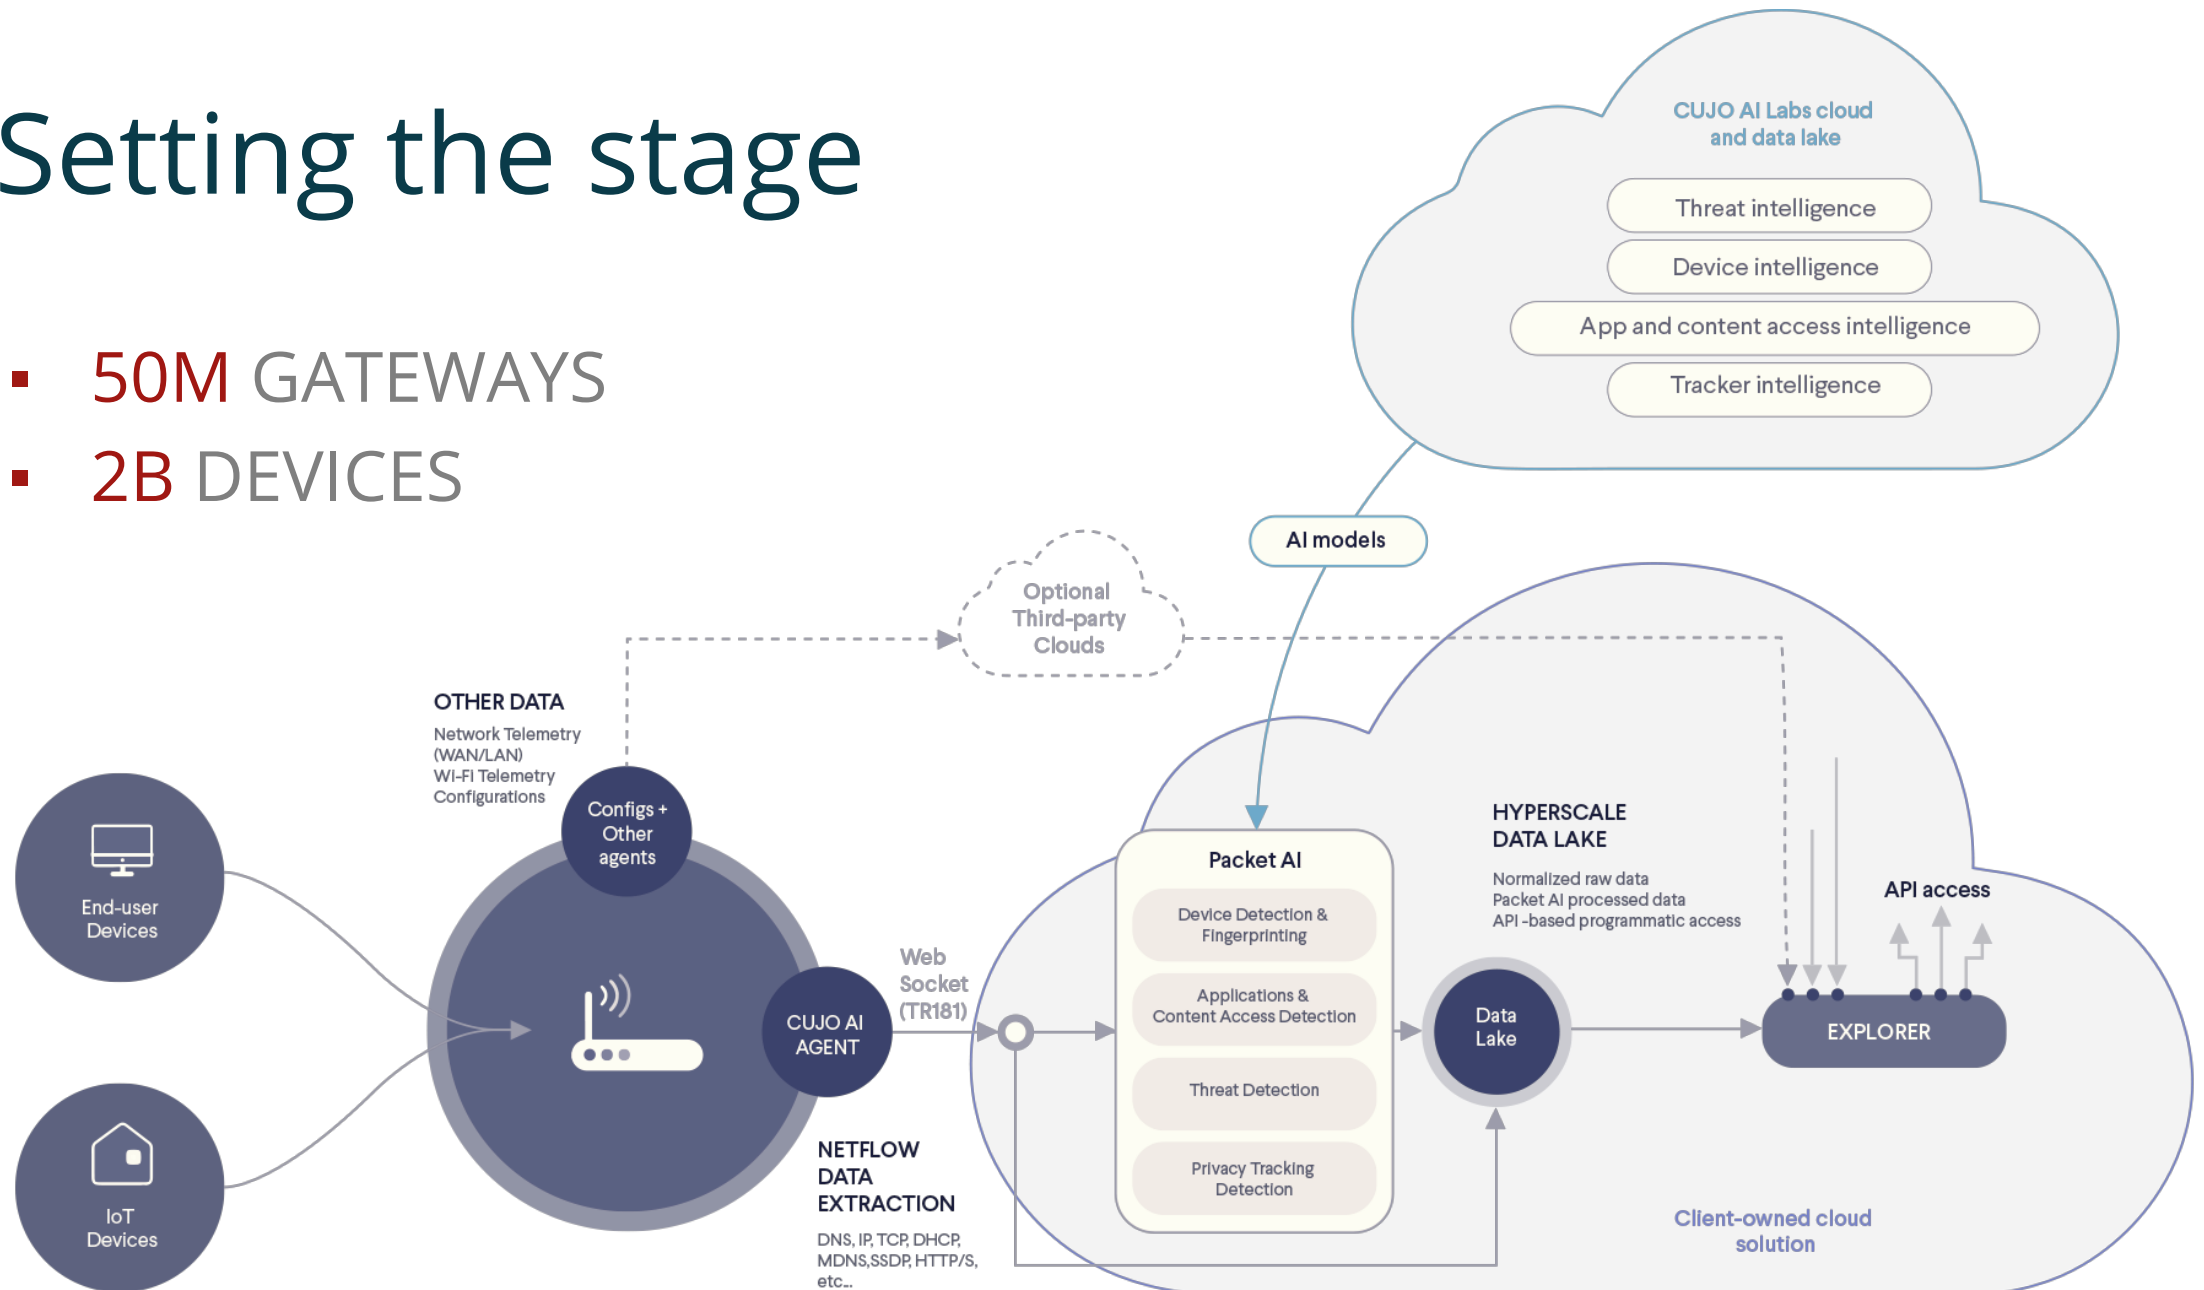 Setting the stage
▪ 50M GATEWAYS
▪ 2B DEVICES
CUJO AI Labs cloud
and data lake
Threat intelligence
Device intelligence
App and content access intelligence
Tracker intelligence
AI models
Optional
Third-party
Clouds
OTHER DATA
Network Telemetry
(WAN/LAN)
Wi-Fi Telemetry
Configurations
Configs +
Other
agents
End-user
Devices
IoT
Devices
CUJO AI
AGENT
Web
Socket
(TR181)
NETFLOW
DATA
EXTRACTION
DNS, IP, TCP, DHCP,
MDNS,SSDP, HTTP/S,
etc...
Packet AI
Device Detection &
Fingerprinting
Applications &
Content Access Detection
Threat Detection
Privacy Tracking
Detection
HYPERSCALE
DATA LAKE
Normalized raw data
Packet AI processed data
API -based programmatic access
Data
Lake
API access
EXPLORER
Client-owned cloud
solution